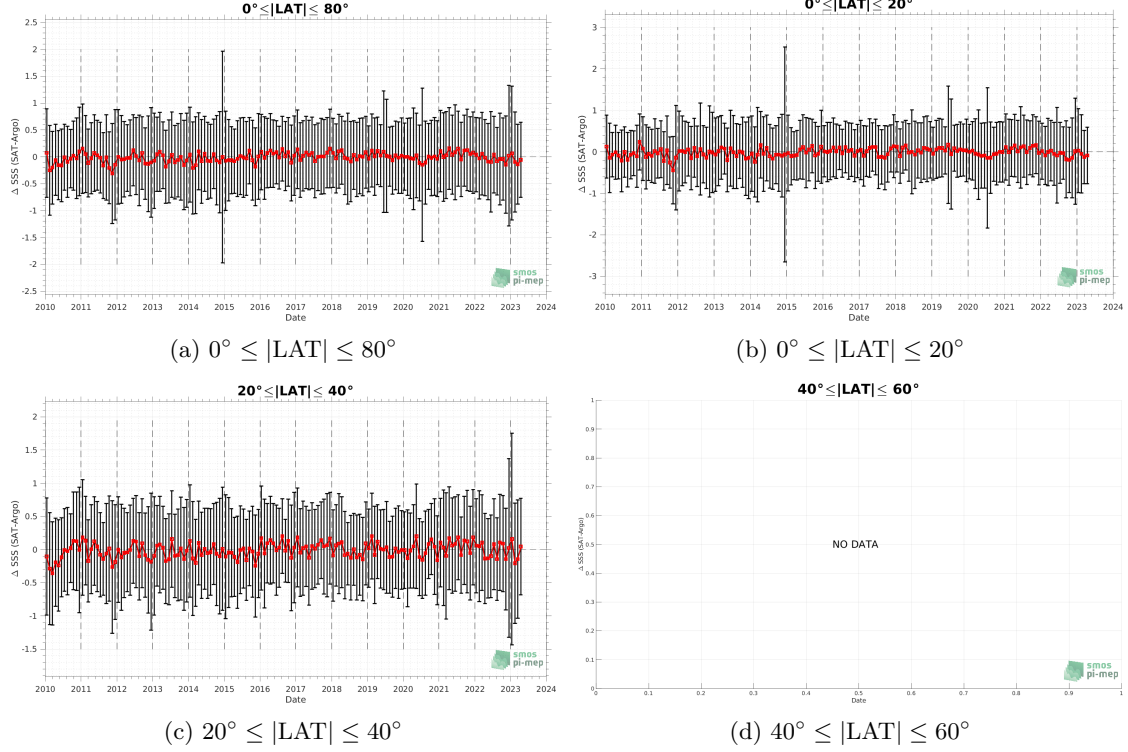 0°≤|LAT|≤ 80°
2.5
2
1.5
1
0.5
0
-0.5
-1
-1.5
-2
-2.5
Δ SSS (SAT-Argo)
2010 2011 2012 2013 2014 2015 2016 2017 2018 2019 2020 2021 2022 2023 2024
Date
smos
pi-mep
(a) 0° ≤ |LAT| ≤ 80°
0°≤|LAT|≤ 20°
3
2
1
0
-1
-2
-3
Δ SSS (SAT-Argo)
2010 2011 2012 2013 2014 2015 2016 2017 2018 2019 2020 2021 2022 2023 2024
Date
smos
pi-mep
(b) 0° ≤ |LAT| ≤ 20°
20°≤|LAT|≤ 40°
2
1.5
1
0.5
0
-0.5
-1
-1.5
Δ SSS (SAT-Argo)
2010 2011 2012 2013 2014 2015 2016 2017 2018 2019 2020 2021 2022 2023 2024
Date
smos
pi-mep
(c) 20° ≤ |LAT| ≤ 40°
40°≤|LAT|≤ 60°
1
0.9
0.8
0.7
0.6
0.5
0.4
0.3
0.2
0.1
0
Δ SSS (SAT-Argo)
NO DATA
0 0.1 0.2 0.3 0.4 0.5 0.6 0.7 0.8 0.9 1
Date
smos
pi-mep
(d) 40° ≤ |LAT| ≤ 60°